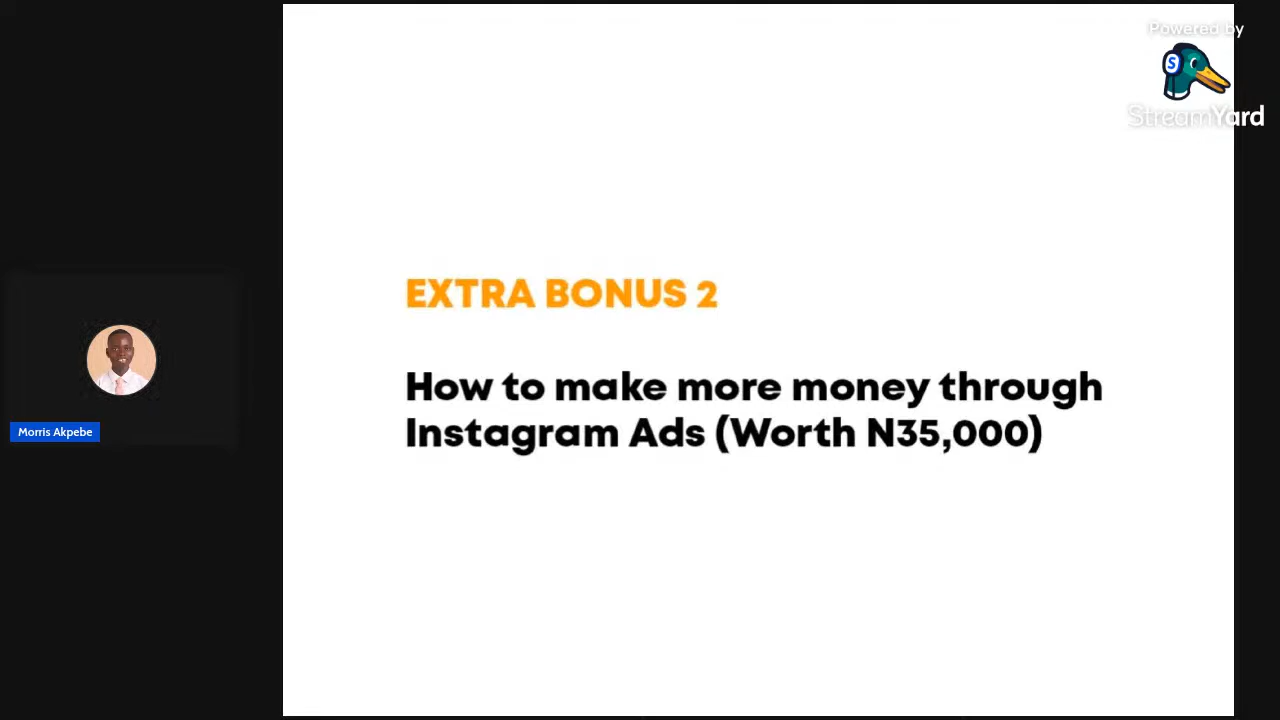 Powered by
S
StreamYard
EXTRA BONUS 2
How to make more money through
Instagram Ads (Worth N35,000)
Morris Akpebe